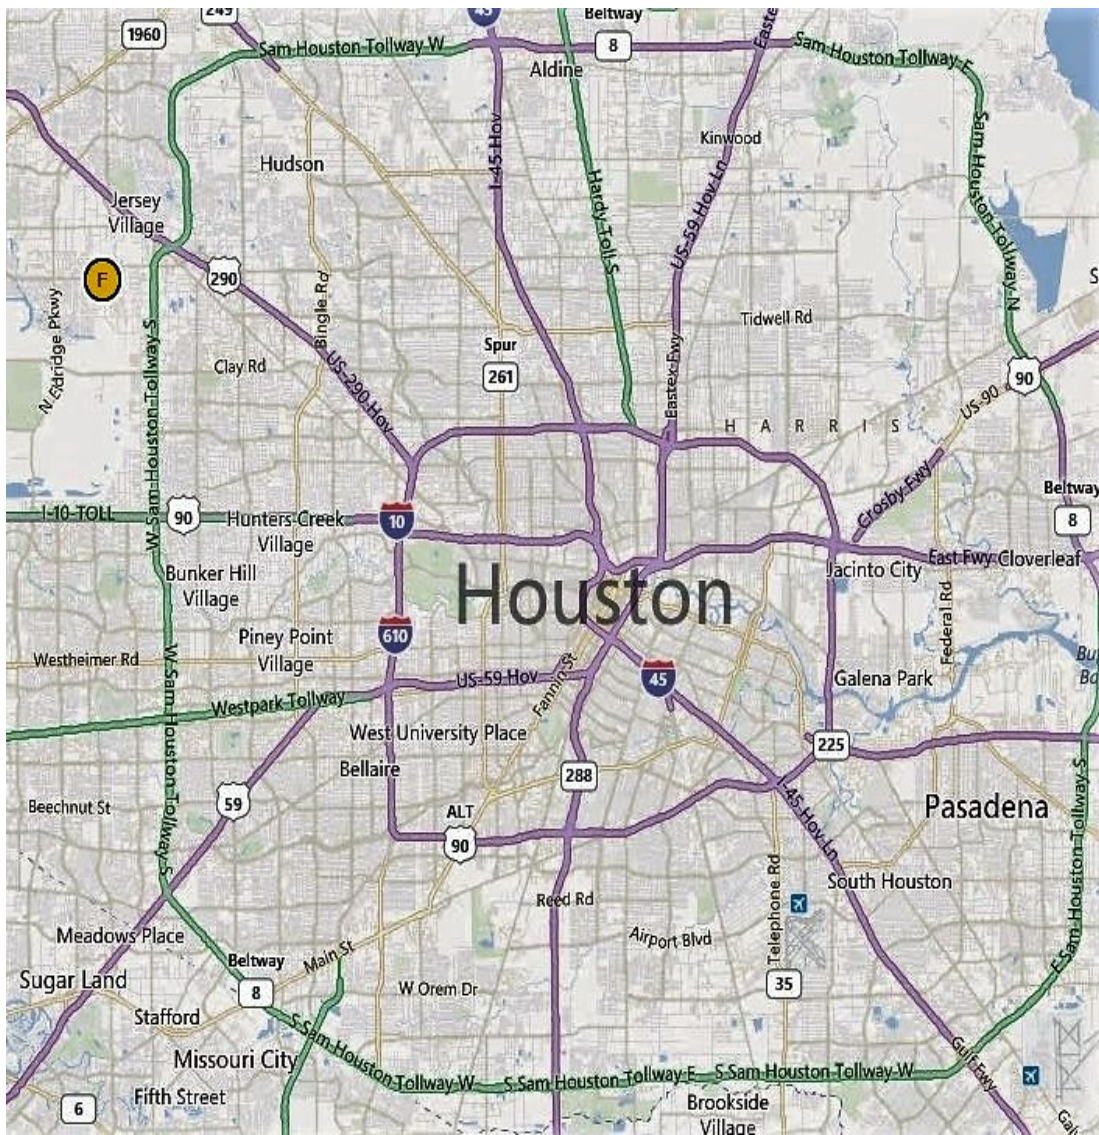 249
45
Beltway
8
Easte
1960
Sam Houston Tollway W
Sam Houston Tollway E
Aldine
Kinwood
Hudson
I-45 Hov
Hardy Toll S
US-59 Hov Ln
Sam Houston Tollway N
Jersey
Village
F
290
N Eldridge Pkwy
Bingle Rd
W Sam Houston Tollway S
Tidwell Rd
S
Spur
261
Clay Rd
US-290 Hov
Eastex Fwy
90
US-90
HARRIS
Crosby Fwy
Beltway
8
I-10-TOLL
90
Hunters Creek
Village
10
East Fwy
Cloverleaf
Jacinto City
Bunker Hill
Village
Houston
Federal Rd
Piney Point
Village
610
Westheimer Rd
W Sam Houston Tollway S
US-59 Hov
Fannin St
45
Galena Park
Westpark Tollway
West University Place
225
Bellaire
288
I-45 Hov Ln
59
Beechnut St
ALT
90
Pasadena
E Sam Houston Tollway S
South Houston
Reed Rd
Telephone Rd
Meadows Place
Airport Blvd
Main St
Beltway
8
Sugar Land
W Orem Dr
35
Stafford
S Sam Houston Tollway W
Missouri City
Gulf Fwy
S Sam Houston Tollway E
S Sam Houston Tollway W
Fifth Street
6
Brookside
Village